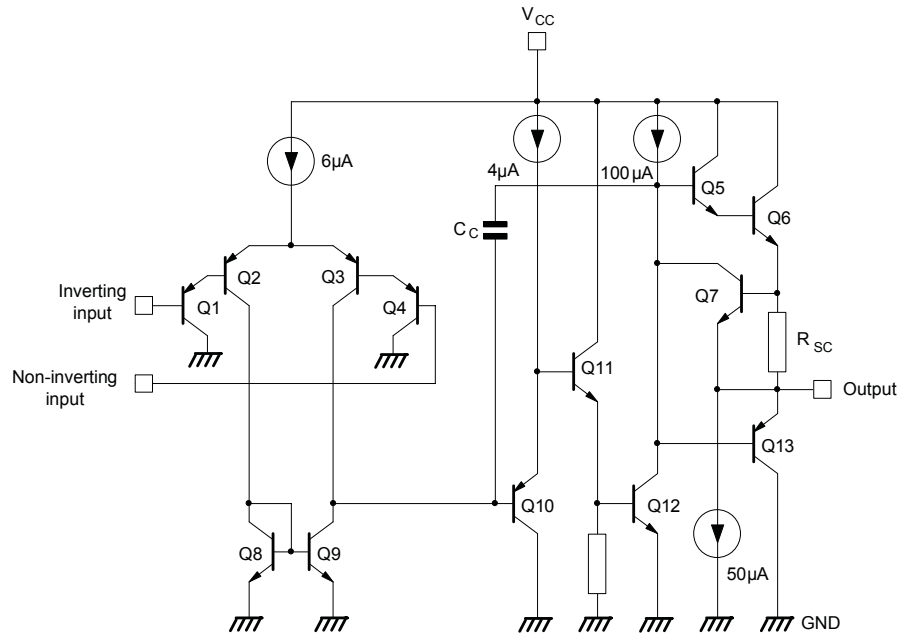 V CC
6µA
4µA
100µA
Q5
Q6
C C
Q2
Q3
Q7
Inverting
input
Q1
Q4
R SC
Non-inverting
input
Q11
Output
Q13
Q10
Q12
Q8
Q9
50µA
GND